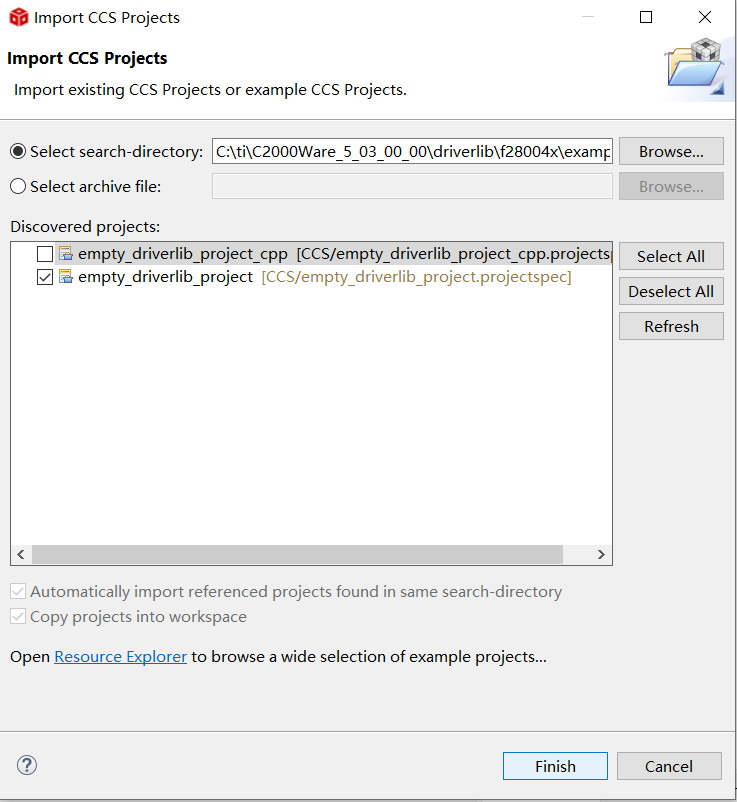 Import CCS Projects
Import CCS Projects
Import existing CCS Projects or example CCS Projects.
Select search-directory: C:\ti\C2000Ware_5_03_00_00\driverlib\f28004x\examp Browse...
Select archive file: Browse...
Discovered projects:
empty_driverlib_project_cpp [CCS/empty_driverlib_project_cpp.projectsp
empty_driverlib_project [CCS/empty_driverlib_project.projectspec]
Select All
Deselect All
Refresh
Automatically import referenced projects found in same search-directory
Copy projects into workspace
Open Resource Explorer to browse a wide selection of example projects...
? Finish Cancel